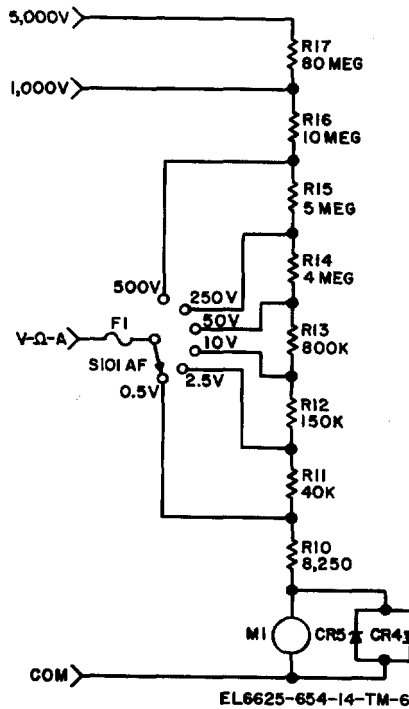 5,000V
R17
80 MEG
1,000V
R16
10 MEG
R15
5 MEG
R14
4 MEG
500V
250V
50V
F1
V-Ω-A
R13
800K
10V
S101 AF
0.5V
2.5V
R12
150K
R11
40K
R10
8,250
M1
CR5
CR4
COM
EL6625-654-14-TM-6